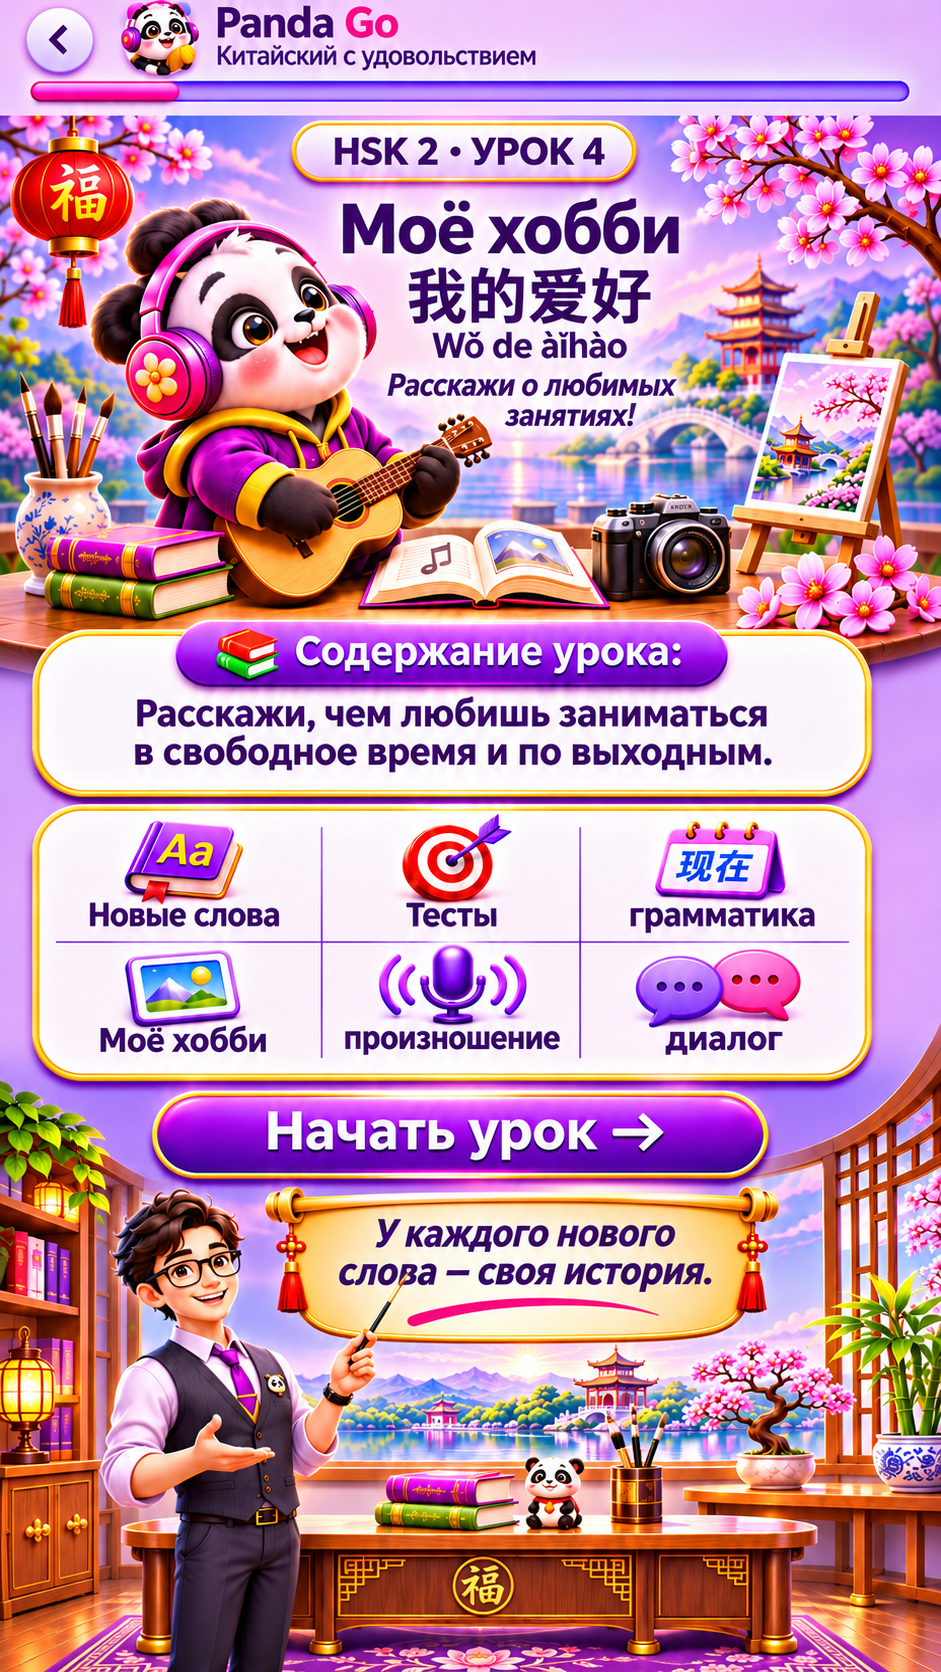 Panda Go
Китайский с удовольствием
HSK 2 • УРОК 4
福
Моё хобби
我的爱好
Wǒ de àǐhào
Расскажи о любимых
занятиях!
Содержание урока:
Расскажи, чем любишь заниматься
в свободное время и по выходным.
Aa
现在
Новые слова
Тесты
грамматика
Моё хобби
произношение
диалог
Начать урок →
У каждого нового
слова – своя история.
福